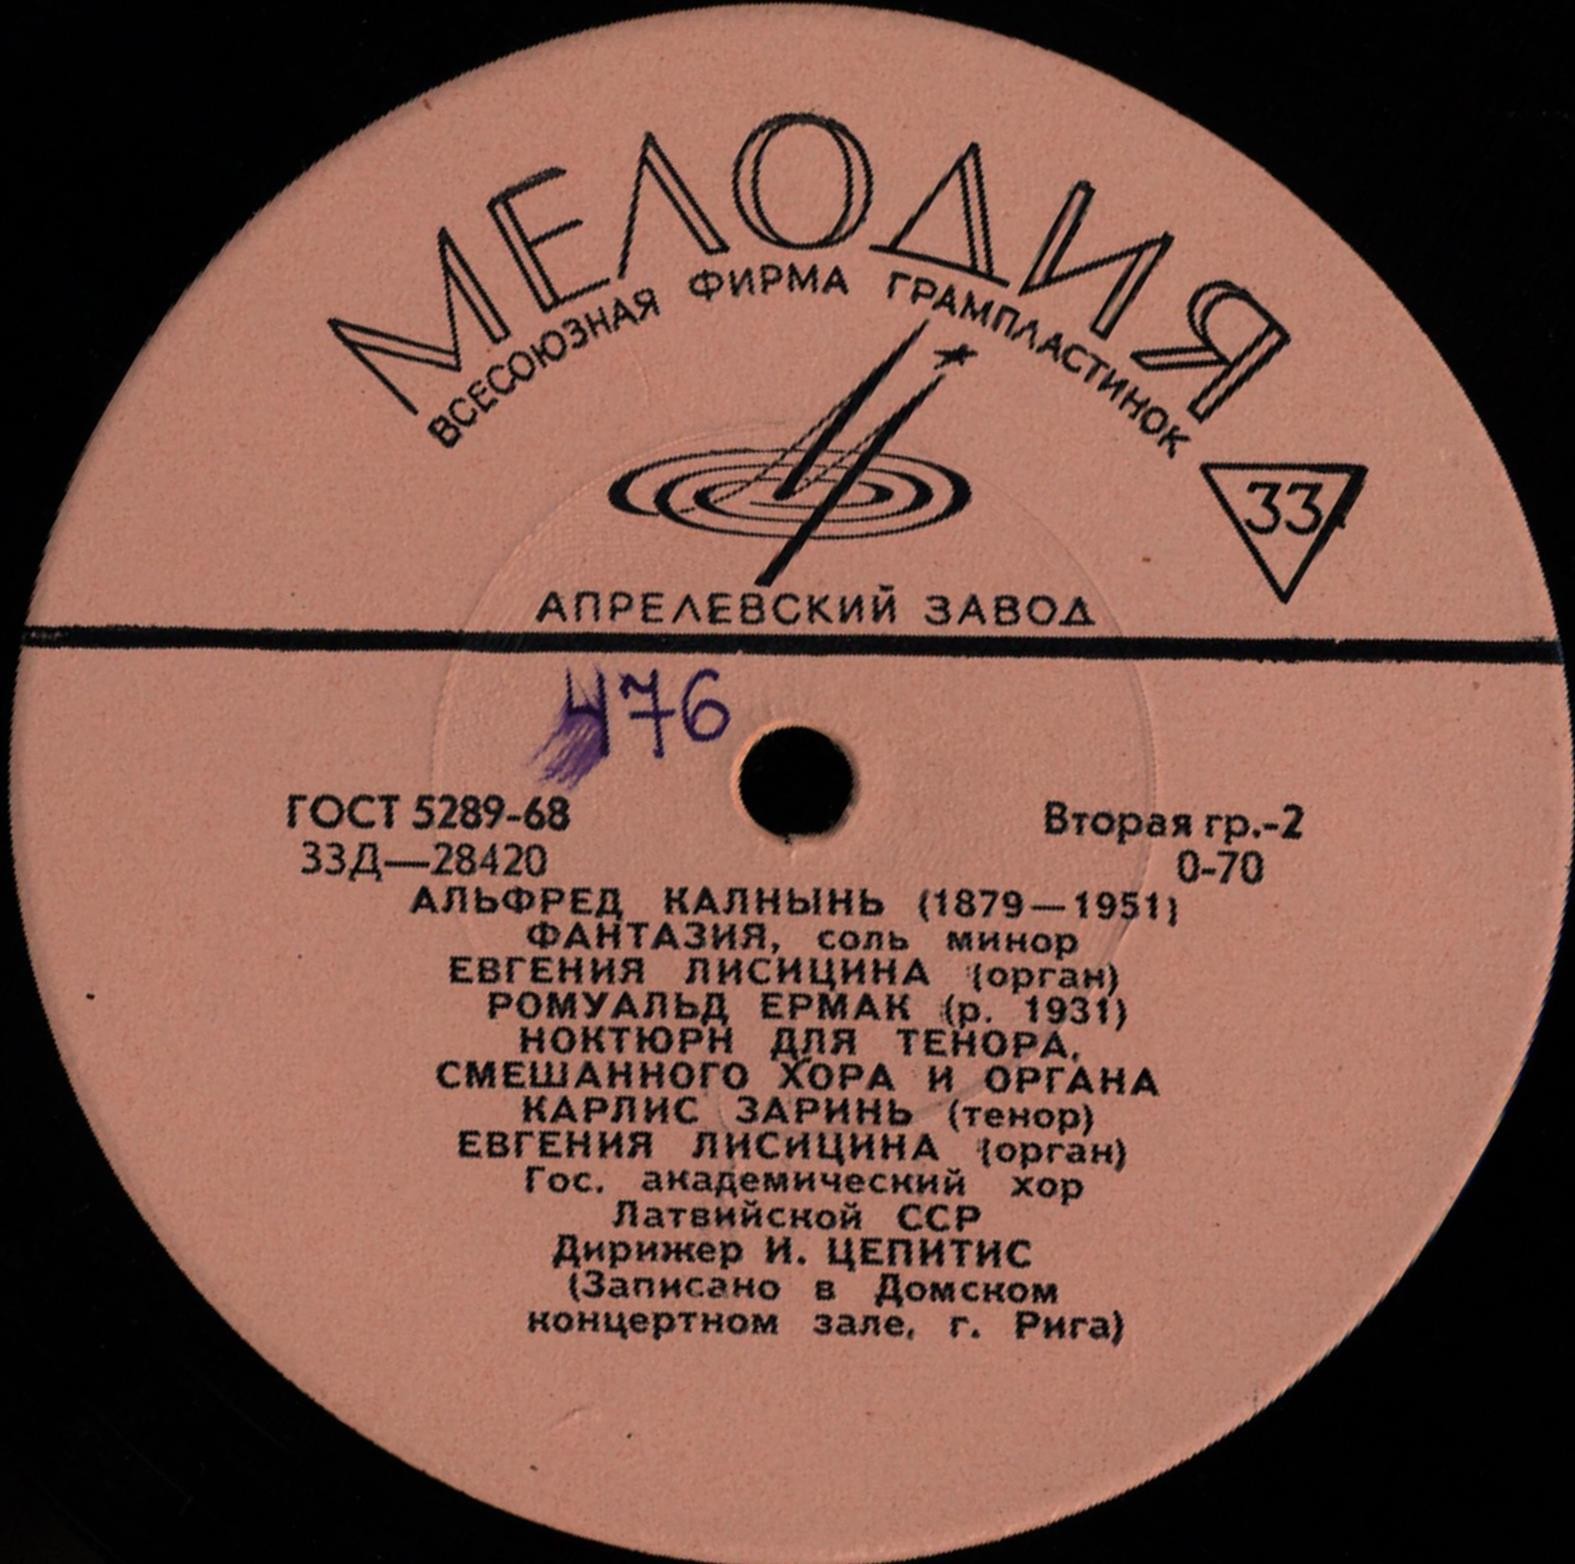 МЕЛОДИЯ
ВСЕСОЮЗНАЯ ФИРМА ГРАМПЛАСТИНОК
33
АПРЕЛЕВСКИЙ ЗАВОД
476
ГОСТ 5289-68
Вторая гр.-2
33Д—28420
0-70
АЛЬФРЕД КАЛНЫНЬ (1879—1951)
ФАНТАЗИЯ, соль минор
ЕВГЕНИЯ ЛИСИЦИНА (орган)
РОМУАЛЬД ЕРМАК (р. 1931)
НОКТЮРН ДЛЯ ТЕНОРА,
СМЕШАННОГО ХОРА И ОРГАНА
КАРЛИС ЗАРИНЬ (тенор)
ЕВГЕНИЯ ЛИСИЦИНА (орган)
Гос. академический хор
Латвийской ССР
Дирижер И. ЦЕПИТИС
(Записано в Домском
концертном зале, г. Рига)